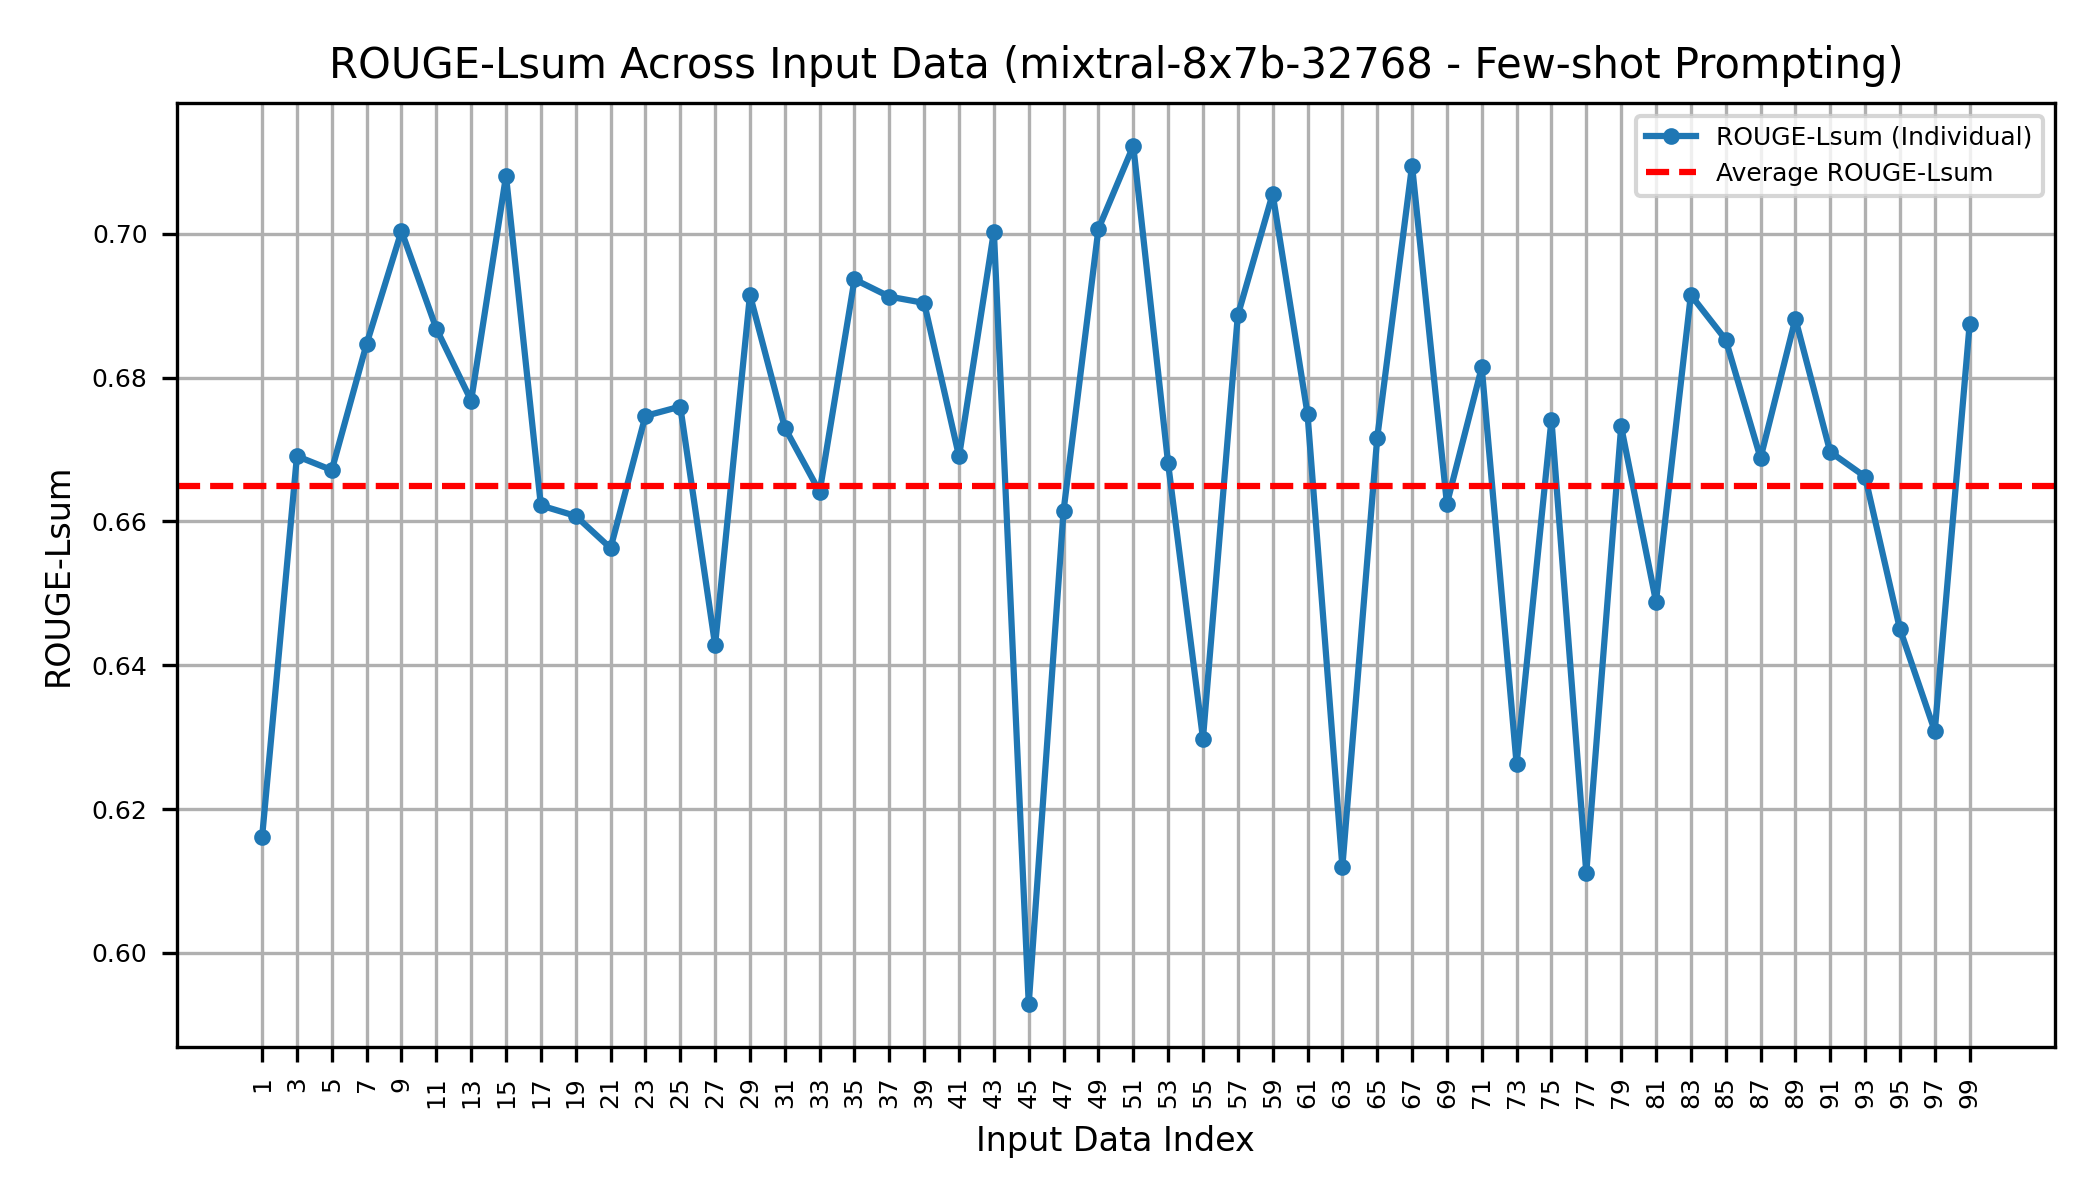 ROUGE-Lsum Across Input Data (mixtral-8x7b-32768 - Few-shot Prompting)
ROUGE-Lsum (Individual)
Average ROUGE-Lsum
ROUGE-Lsum
0.70
0.68
0.66
0.64
0.62
0.60
1 3 5 7 9 11 13 15 17 19 21 23 25 27 29 31 33 35 37 39 41 43 45 47 49 51 53 55 57 59 61 63 65 67 69 71 73 75 77 79 81 83 85 87 89 91 93 95 97 99
Input Data Index